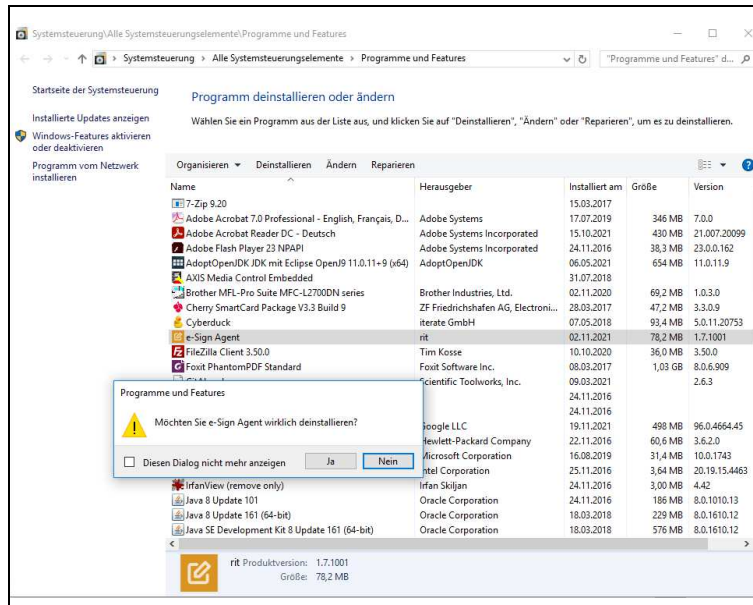 Systemsteuerung\Alle Systemsteuerungselemente\Programme und Features
Systemsteuerung > Alle Systemsteuerungselemente > Programme und Features
"Programme und Features" d...
Startseite der Systemsteuerung
Installierte Updates anzeigen
Windows-Features aktivieren
oder deaktivieren
Programm vom Netzwerk
installieren
Programm deinstallieren oder ändern
Wählen Sie ein Programm aus der Liste aus, und klicken Sie auf "Deinstallieren", "Ändern" oder "Reparieren", um es zu deinstallieren.
Organisieren Deinstallieren Ändern Reparieren
Name Herausgeber Installiert am Größe Version
7-Zip 9.20 15.03.2017
Adobe Acrobat 7.0 Professional - English, Français, D... Adobe Systems 17.07.2019 346 MB 7.0.0
Adobe Acrobat Reader DC - Deutsch Adobe Systems Incorporated 15.10.2021 430 MB 21.007.20099
Adobe Flash Player 23 NPAPI Adobe Systems Incorporated 24.11.2016 38,3 MB 23.0.0.162
AdoptOpenJDK JDK mit Eclipse OpenJ9 11.0.11+9 (x64) AdoptOpenJDK 06.05.2021 654 MB 11.0.11.9
AXIS Media Control Embedded 31.07.2018
Brother MFL-Pro Suite MFC-L2700DN series Brother Industries, Ltd. 02.11.2020 69,2 MB 1.0.3.0
Cherry SmartCard Package V3.3 Build 9 ZF Friedrichshafen AG, Electroni... 28.03.2017 47,2 MB 3.3.0.9
Cyberduck iterate GmbH 07.05.2018 93,4 MB 5.0.11.20753
e-Sign Agent rit 02.11.2021 78,2 MB 1.7.1001
FileZilla Client 3.50.0 Tim Kosse 10.10.2020 36,0 MB 3.50.0
Foxit PhantomPDF Standard Foxit Software Inc. 08.03.2017 1,03 GB 8.0.6.909
Scientific Toolworks, Inc. 09.03.2021 2.6.3
24.11.2016
24.11.2016
Google LLC 19.11.2021 498 MB 96.0.4664.45
Hewlett-Packard Company 22.11.2016 60,6 MB 3.6.2.0
Microsoft Corporation 16.08.2019 31,4 MB 10.0.1743
Intel Corporation 25.11.2016 3,64 MB 20.19.15.4463
IrfanView (remove only) Irfan Skiljan 24.11.2016 3,00 MB 4.42
Java 8 Update 101 Oracle Corporation 24.11.2016 186 MB 8.0.1010.13
Java 8 Update 161 (64-bit) Oracle Corporation 18.03.2018 229 MB 8.0.1610.12
Java SE Development Kit 8 Update 161 (64-bit) Oracle Corporation 18.03.2018 576 MB 8.0.1610.12
Programme und Features
Möchten Sie e-Sign Agent wirklich deinstallieren?
Diesen Dialog nicht mehr anzeigen Ja Nein
rit Produktversion: 1.7.1001
Größe: 78,2 MB